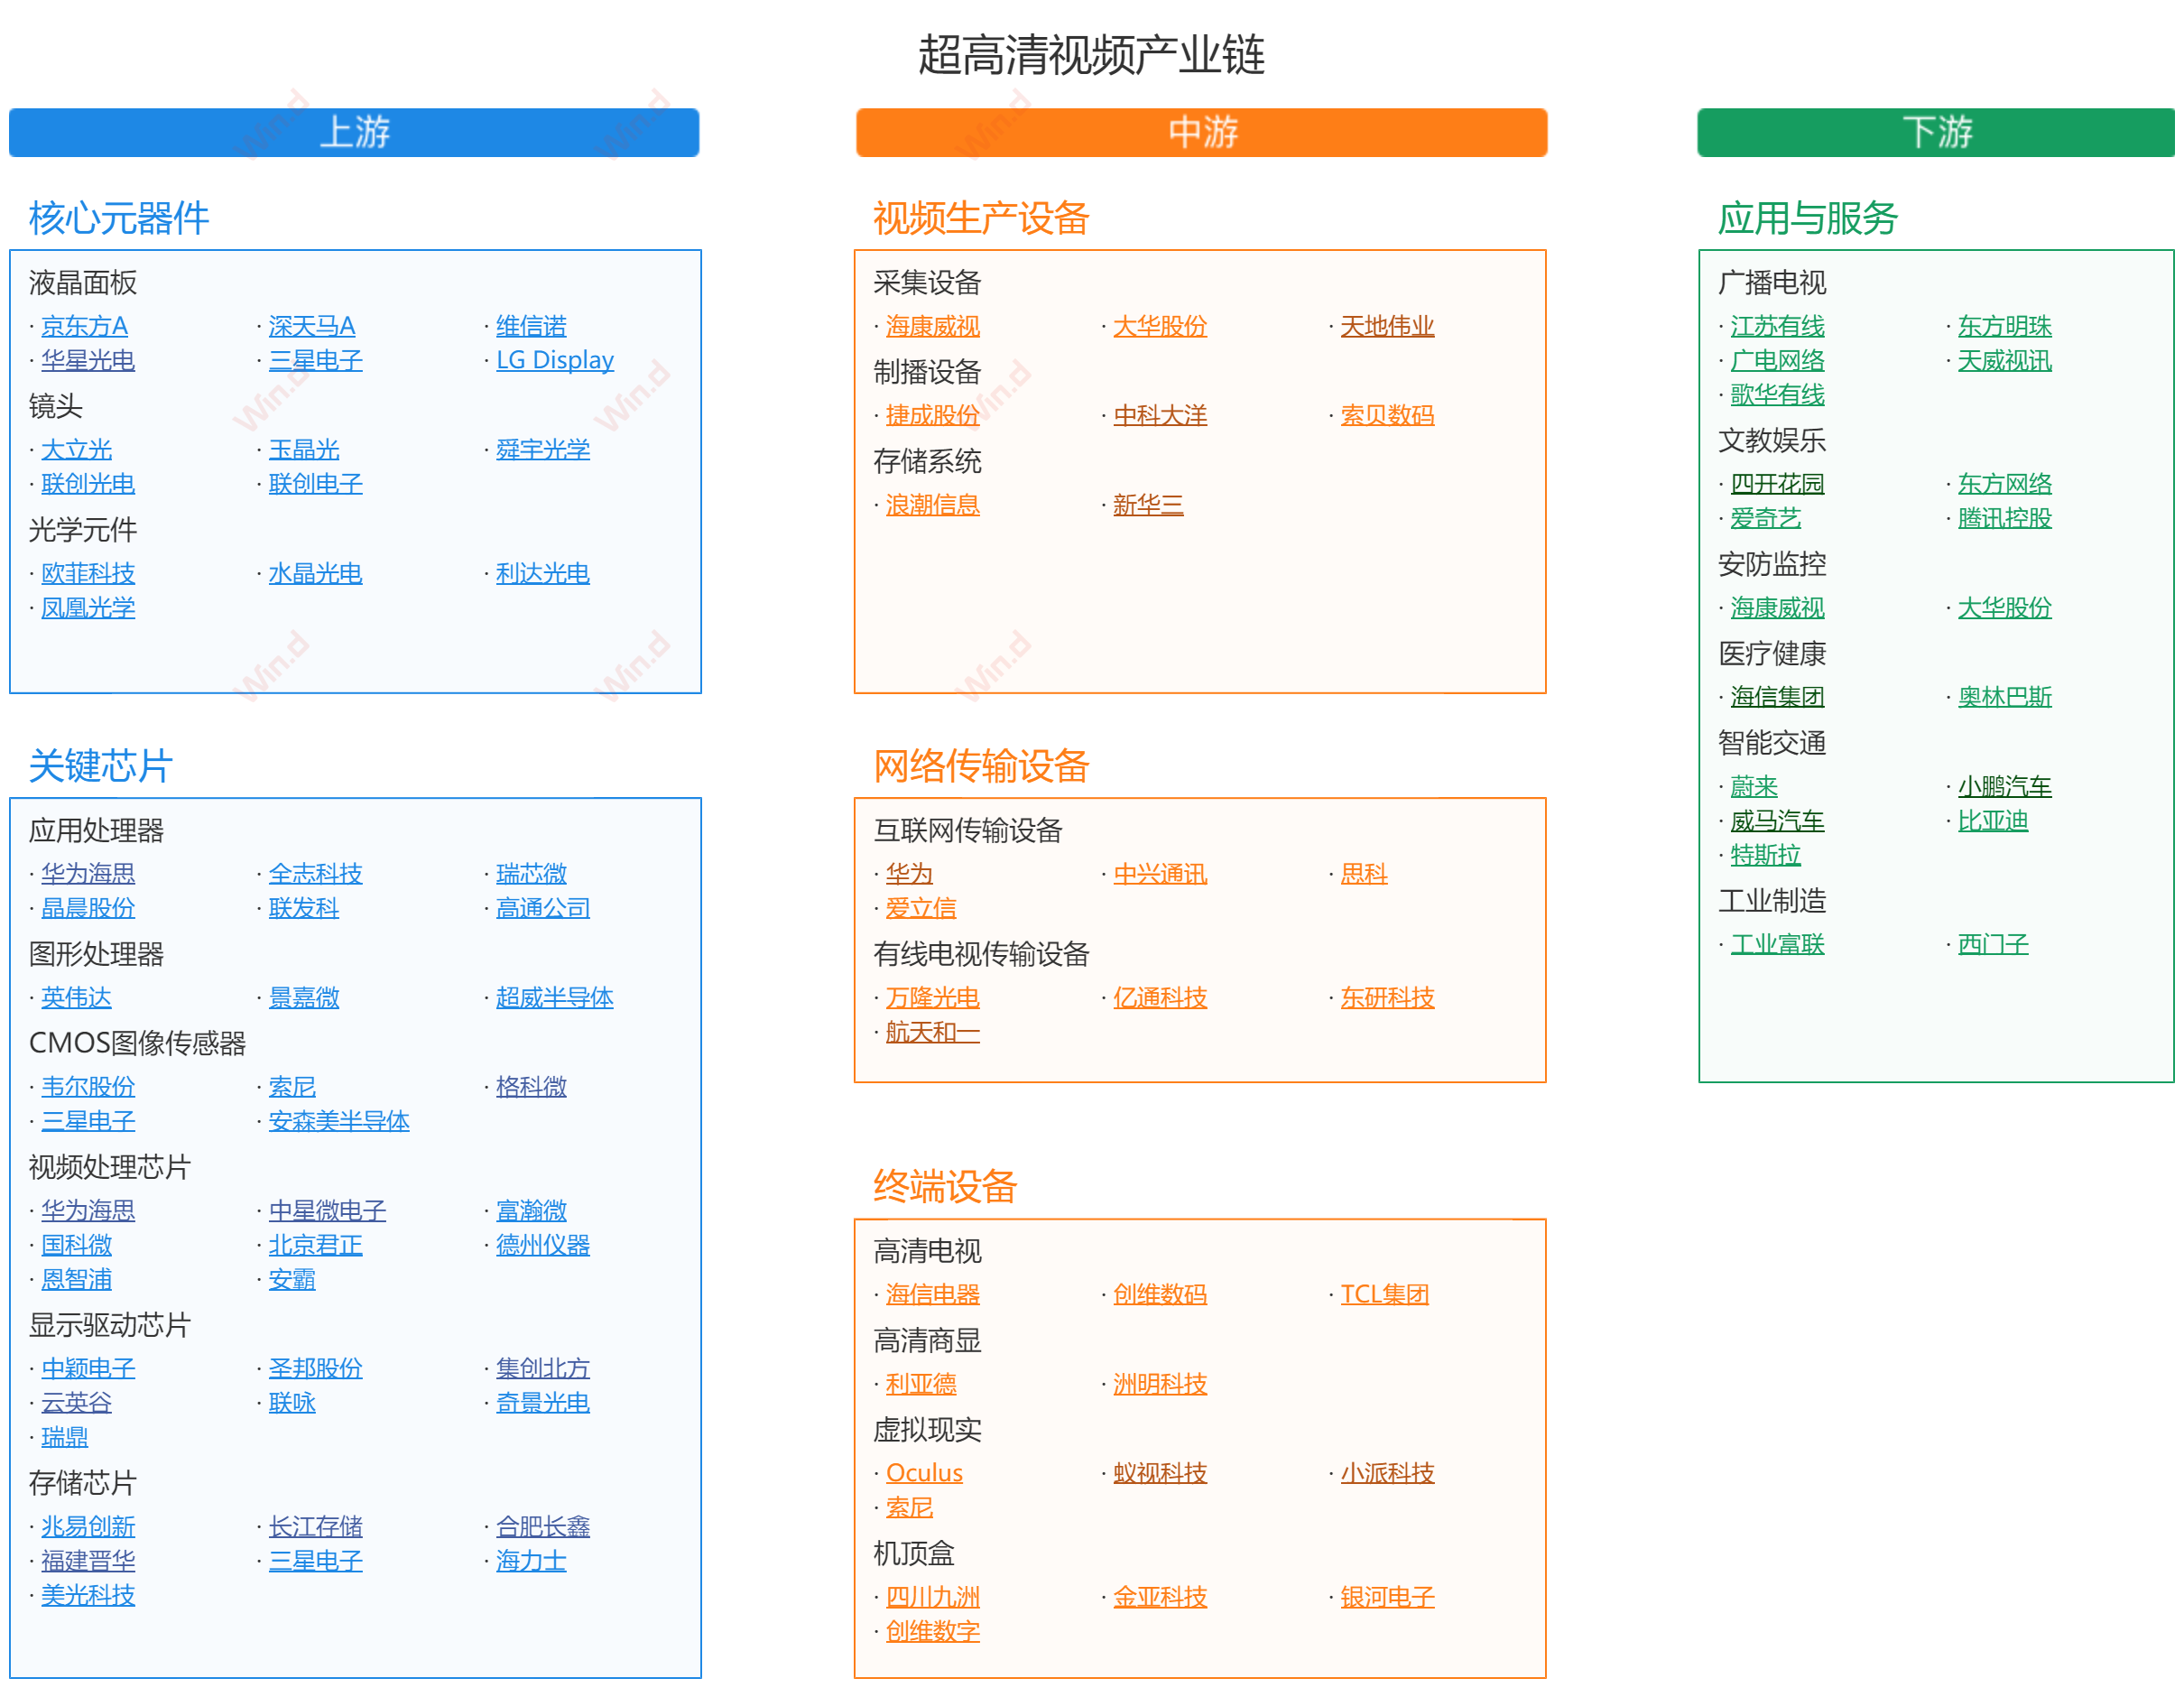 超高清视频产业链
上游
核心元器件
液晶面板
· 京东方A · 深天马A · 维信诺
· 华星光电 · 三星电子 · LG Display
镜头
· 大立光 · 玉晶光 · 舜宇光学
· 联创光电 · 联创电子
光学元件
· 欧菲科技 · 水晶光电 · 利达光电
· 凤凰光学
关键芯片
应用处理器
· 华为海思 · 全志科技 · 瑞芯微
· 晶晨股份 · 联发科 · 高通公司
图形处理器
· 英伟达 · 景嘉微 · 超威半导体
CMOS图像传感器
· 韦尔股份 · 索尼 · 格科微
· 三星电子 · 安森美半导体
视频处理芯片
· 华为海思 · 中星微电子 · 富瀚微
· 国科微 · 北京君正 · 德州仪器
· 恩智浦 · 安霸
显示驱动芯片
· 中颖电子 · 圣邦股份 · 集创北方
· 云英谷 · 联咏 · 奇景光电
· 瑞鼎
存储芯片
· 兆易创新 · 长江存储 · 合肥长鑫
· 福建晋华 · 三星电子 · 海力士
· 美光科技
中游
视频生产设备
采集设备
· 海康威视 · 大华股份 · 天地伟业
制播设备
· 捷成股份 · 中科大洋 · 索贝数码
存储系统
· 浪潮信息 · 新华三
网络传输设备
互联网传输设备
· 华为 · 中兴通讯 · 思科
· 爱立信
有线电视传输设备
· 万隆光电 · 亿通科技 · 东研科技
· 航天和一
终端设备
高清电视
· 海信电器 · 创维数码 · TCL集团
高清商显
· 利亚德 · 洲明科技
虚拟现实
· Oculus · 蚁视科技 · 小派科技
· 索尼
机顶盒
· 四川九洲 · 金亚科技 · 银河电子
· 创维数字
下游
应用与服务
广播电视
· 江苏有线 · 东方明珠
· 广电网络 · 天威视讯
· 歌华有线
文教娱乐
· 四开花园 · 东方网络
· 爱奇艺 · 腾讯控股
安防监控
· 海康威视 · 大华股份
医疗健康
· 海信集团 · 奥林巴斯
智能交通
· 蔚来 · 小鹏汽车
· 威马汽车 · 比亚迪
· 特斯拉
工业制造
· 工业富联 · 西门子
Win.d
Win.d
Win.d
Win.d
Win.d
Win.d
Win.d
Win.d
Win.d